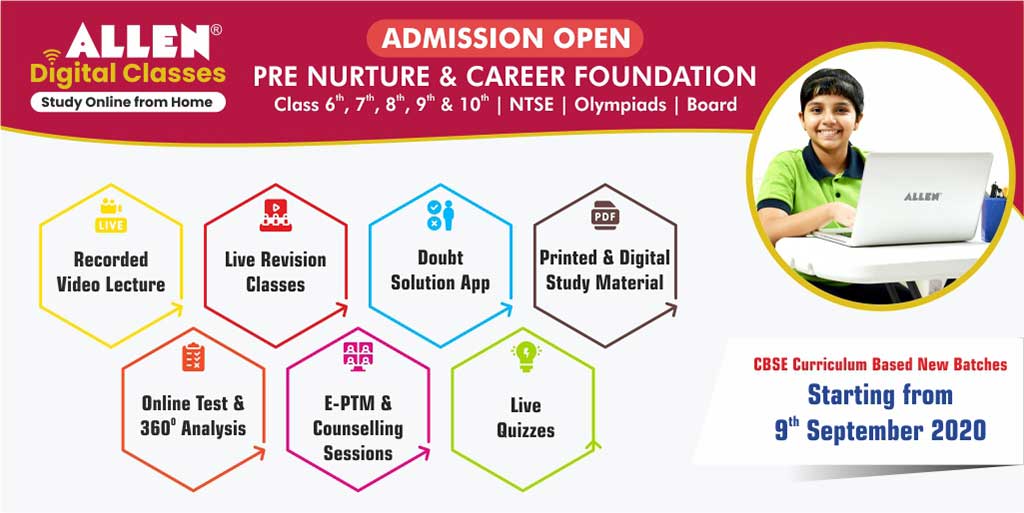 ALLEN®
Digital Classes
Study Online from Home
ADMISSION OPEN
PRE NURTURE & CAREER FOUNDATION
Class 6th, 7th, 8th, 9th & 10th | NTSE | Olympiads | Board
ALLEN
LIVE
Recorded
Video Lecture
Live Revision
Classes
Doubt
Solution App
PDF
Printed & Digital
Study Material
Online Test &
360⁰ Analysis
E-PTM &
Counselling
Sessions
Live
Quizzes
CBSE Curriculum Based New Batches
Starting from
9th September 2020